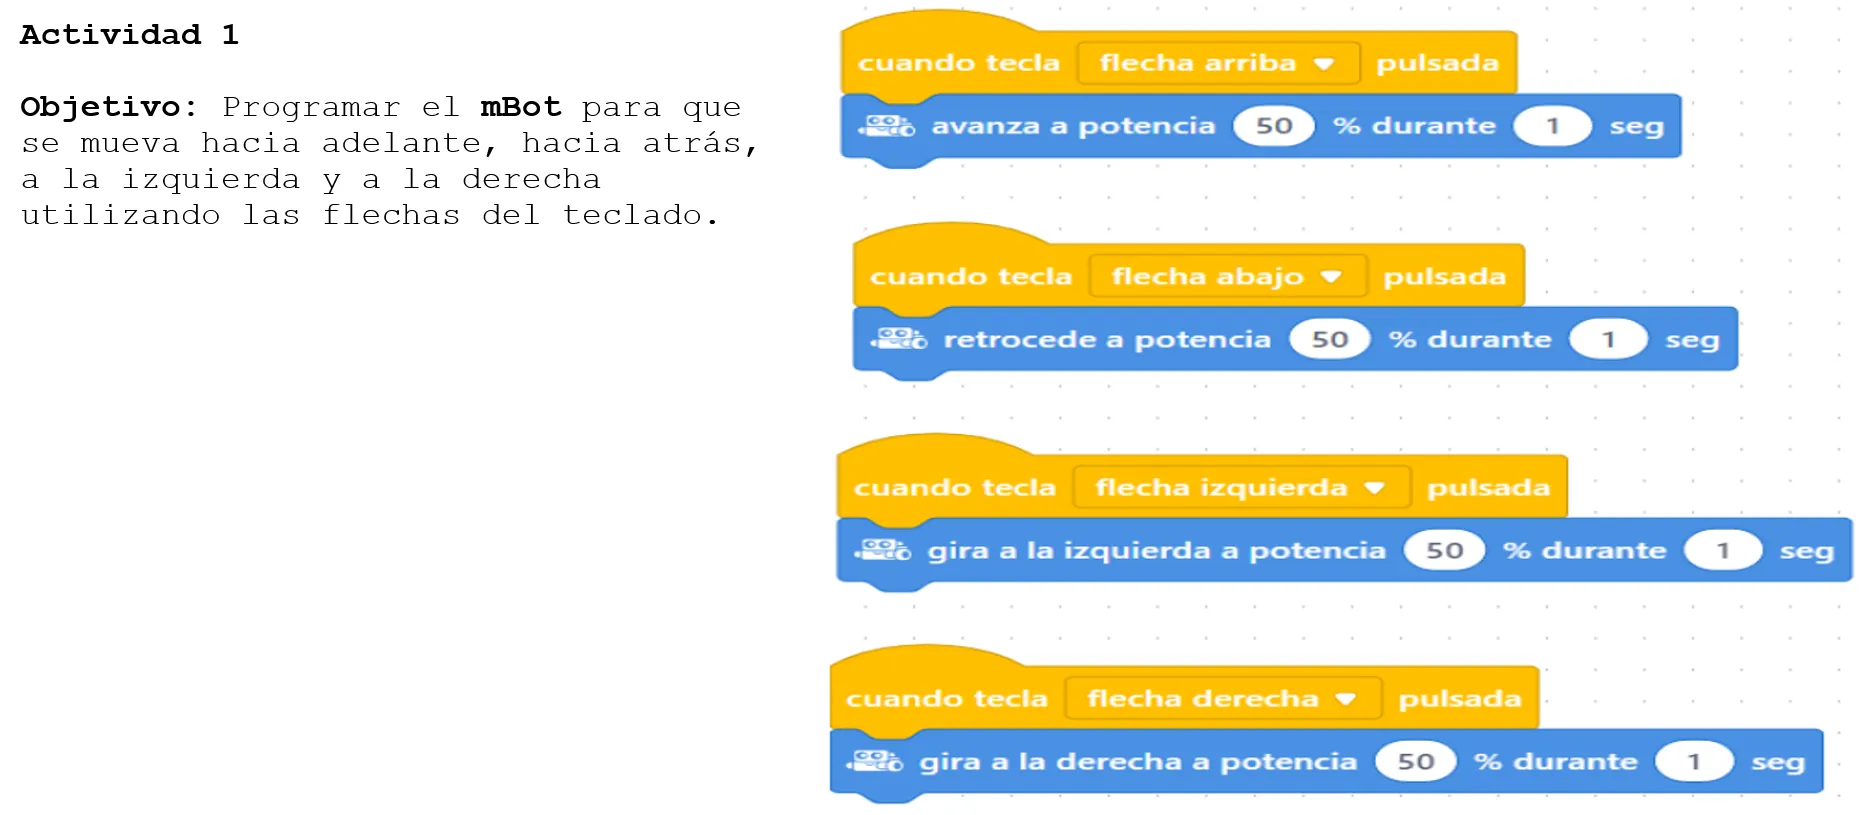 Actividad 1
Objetivo: Programar el mBot para que
se mueva hacia adelante, hacia atrás,
a la izquierda y a la derecha
utilizando las flechas del teclado.
cuando tecla flecha arriba pulsada
avanza a potencia 50 % durante 1 seg
cuando tecla flecha abajo pulsada
retrocede a potencia 50 % durante 1 seg
cuando tecla flecha izquierda pulsada
gira a la izquierda a potencia 50 % durante 1 seg
cuando tecla flecha derecha pulsada
gira a la derecha a potencia 50 % durante 1 seg